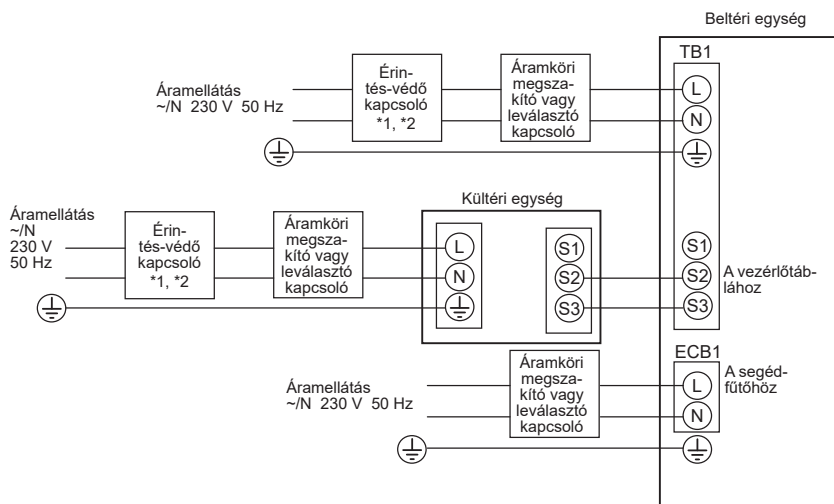 Beltéri egység
TB1
Áramellátás
~/N 230 V 50 Hz
Érin-
tés-védő
kapcsoló
*1, *2
Áramköri
megsza-
kító vagy
leválasztó
kapcsoló
L
N
Kültéri egység
Áramellátás
~/N
230 V
50 Hz
Érin-
tés-védő
kapcsoló
*1, *2
Áramköri
megsza-
kító vagy
leválasztó
kapcsoló
L
N
S1
S2
S3
S1
S2
S3
A vezérlőtáb-
lához
ECB1
Áramellátás
~/N 230 V 50 Hz
Áramköri
megsza-
kító vagy
leválasztó
kapcsoló
L
N
A segéd-
fűtőhöz